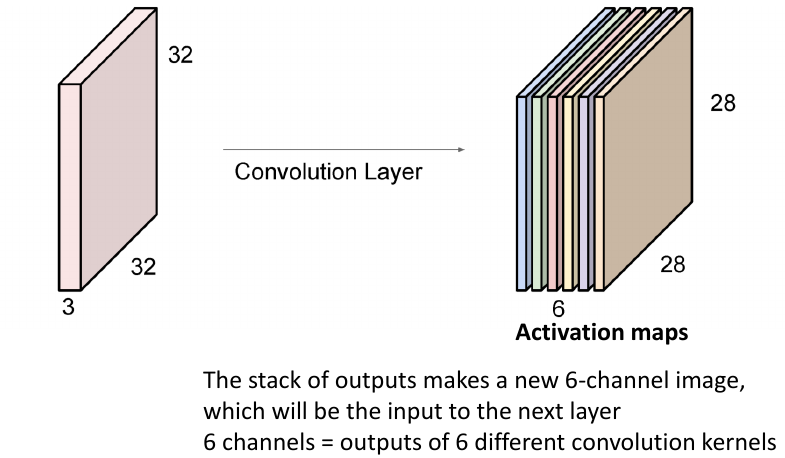 32
32
3
Convolution Layer
28
28
6
Activation maps
The stack of outputs makes a new 6-channel image,
which will be the input to the next layer
6 channels = outputs of 6 different convolution kernels